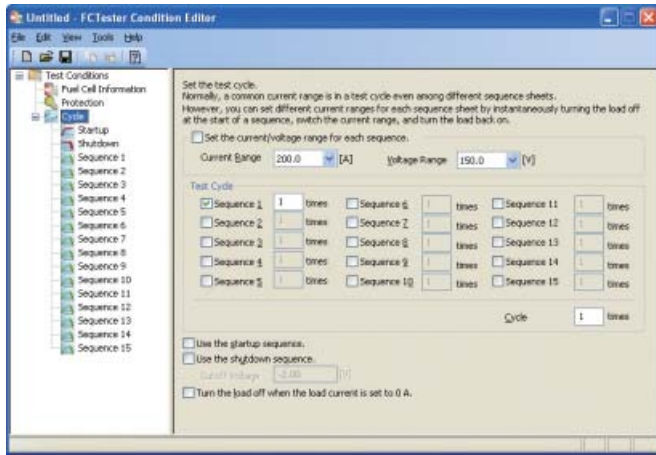 Untitled - FCTester Condition Editor
File Edit View Tools Help
Test Conditions
Fuel Cell Information
Protection
Cycle
Startup
Shutdown
Sequence 1
Sequence 2
Sequence 3
Sequence 4
Sequence 5
Sequence 6
Sequence 7
Sequence 8
Sequence 9
Sequence 10
Sequence 11
Sequence 12
Sequence 13
Sequence 14
Sequence 15
Set the test cycle.
Normally, a common current range is in a test cycle even among different sequence sheets.
However, you can set different current ranges for each sequence sheet by instantaneously turning the load off
at the start of a sequence, switch the current range, and turn the load back on.
Set the current/voltage range for each sequence.
Current Range 200.0 [A] Voltage Range 150.0 [V]
Test Cycle
Sequence 1 1 times Sequence 6 1 times Sequence 11 1 times
Sequence 2 1 times Sequence 7 1 times Sequence 12 1 times
Sequence 3 1 times Sequence 8 1 times Sequence 13 1 times
Sequence 4 1 times Sequence 9 1 times Sequence 14 1 times
Sequence 5 1 times Sequence 10 1 times Sequence 15 1 times
Cycle 1 times
Use the startup sequence.
Use the shutdown sequence.
Cutoff Voltage -2.00 [V]
Turn the load off when the load current is set to 0 A.